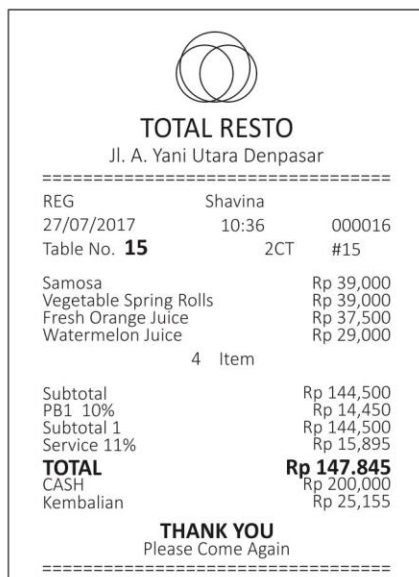 TOTAL RESTO
Jl. A. Yani Utara Denpasar
===================================
REG Shavina
27/07/2017 10:36 000016
Table No. 15 2CT #15
Samosa Rp 39,000
Vegetable Spring Rolls Rp 39,000
Fresh Orange Juice Rp 37,500
Watermelon Juice Rp 29,000
4 Item
Subtotal Rp 144,500
PB1 10% Rp 14,450
Subtotal 1 Rp 144,500
Service 11% Rp 15,895
TOTAL Rp 147.845
CASH Rp 200,000
Kembalian Rp 25,155
THANK YOU
Please Come Again
===================================